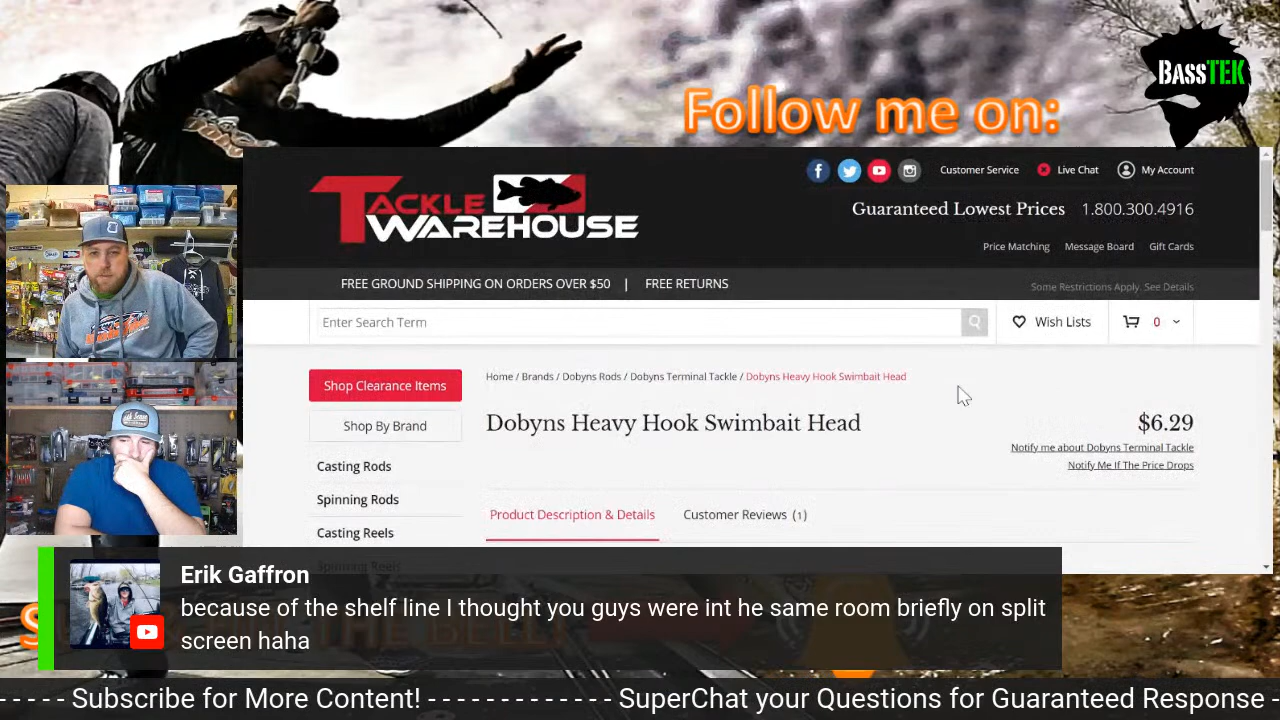 BASSTEK
Follow me on:
TACKLE
WAREHOUSE
Customer Service
Live Chat
My Account
Guaranteed Lowest Prices 1.800.300.4916
Price Matching Message Board Gift Cards
FREE GROUND SHIPPING ON ORDERS OVER $50 | FREE RETURNS
Some Restrictions Apply. See Details
Enter Search Term
Wish Lists
0
Shop Clearance Items
Shop By Brand
Casting Rods
Spinning Rods
Casting Reels
Spinning Reels
Home / Brands / Dobyns Rods / Dobyns Terminal Tackle / Dobyns Heavy Hook Swimbait Head
Dobyns Heavy Hook Swimbait Head
$6.29
Notify me about Dobyns Terminal Tackle
Notify Me If The Price Drops
Product Description & Details
Customer Reviews (1)
Erik Gaffron
because of the shelf line I thought you guys were int he same room briefly on split
screen haha
- - - - - Subscribe for More Content! - - - - - - - - - - - - SuperChat your Questions for Guaranteed Response -